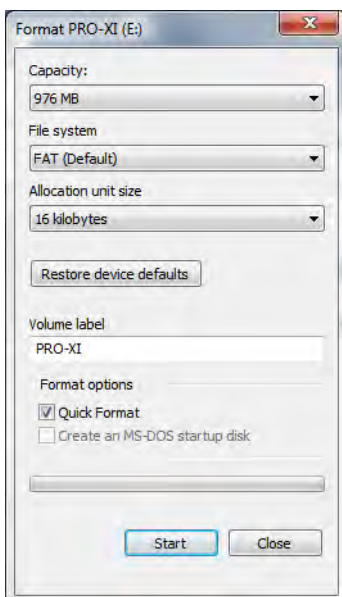 Format PRO-XI (E:)
Capacity:
976 MB
File system
FAT (Default)
Allocation unit size
16 kilobytes
Restore device defaults
Volume label
PRO-XI
Format options
Quick Format
Create an MS-DOS startup disk
Start Close